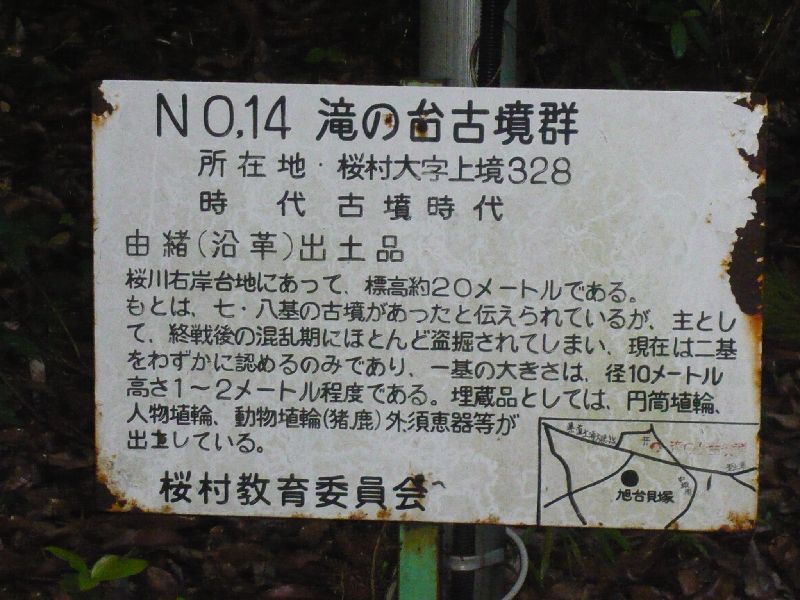 NO,14 滝の台古墳群
所在地・桜村大字上境328
時 代 古墳時代
由緒(沿革)出土品
桜川右岸台地にあって、標高約20メートルである。
もとは、七・八基の古墳があったと伝えられているが、主とし
て、終戦後の混乱期にほとんど盗掘されてしまい、現在は二基
をわずかに認めるのみであり、一基の大きさは、径10メートル
高さ1〜2メートル程度である。埋蔵品としては、円筒埴輪、
人物埴輪、動物埴輪(猪,鹿)外須恵器等が
出土している。
桜村教育委員会
旭台貝塚